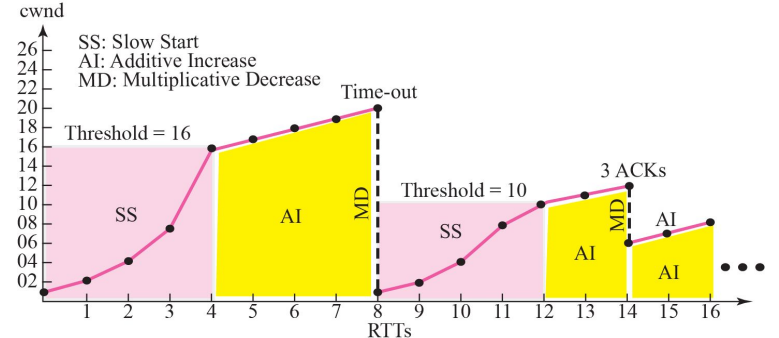 cwnd
SS: Slow Start
AI: Additive Increase
MD: Multiplicative Decrease
26
24
22
20
18
16
14
12
10
08
06
04
02
Time-out
Threshold = 16
SS
AI
MD
Threshold = 10
SS
AI
3 ACKs
MD
AI
AI
1 2 3 4 5 6 7 8 9 10 11 12 13 14 15 16
RTTs